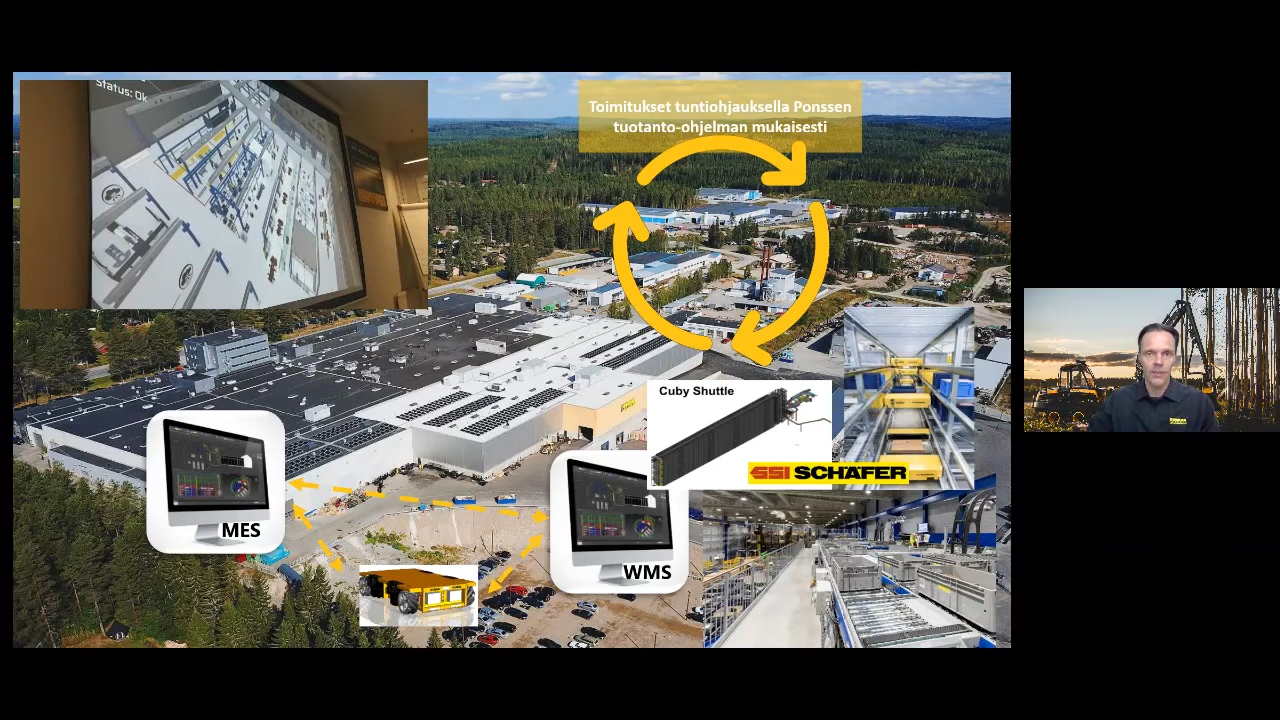 Status: Ok
Toimitukset tuntiohjauksella Ponssen
tuotanto-ohjelman mukaisesti
Cuby Shuttle
SSI SCHÄFER
MES
WMS